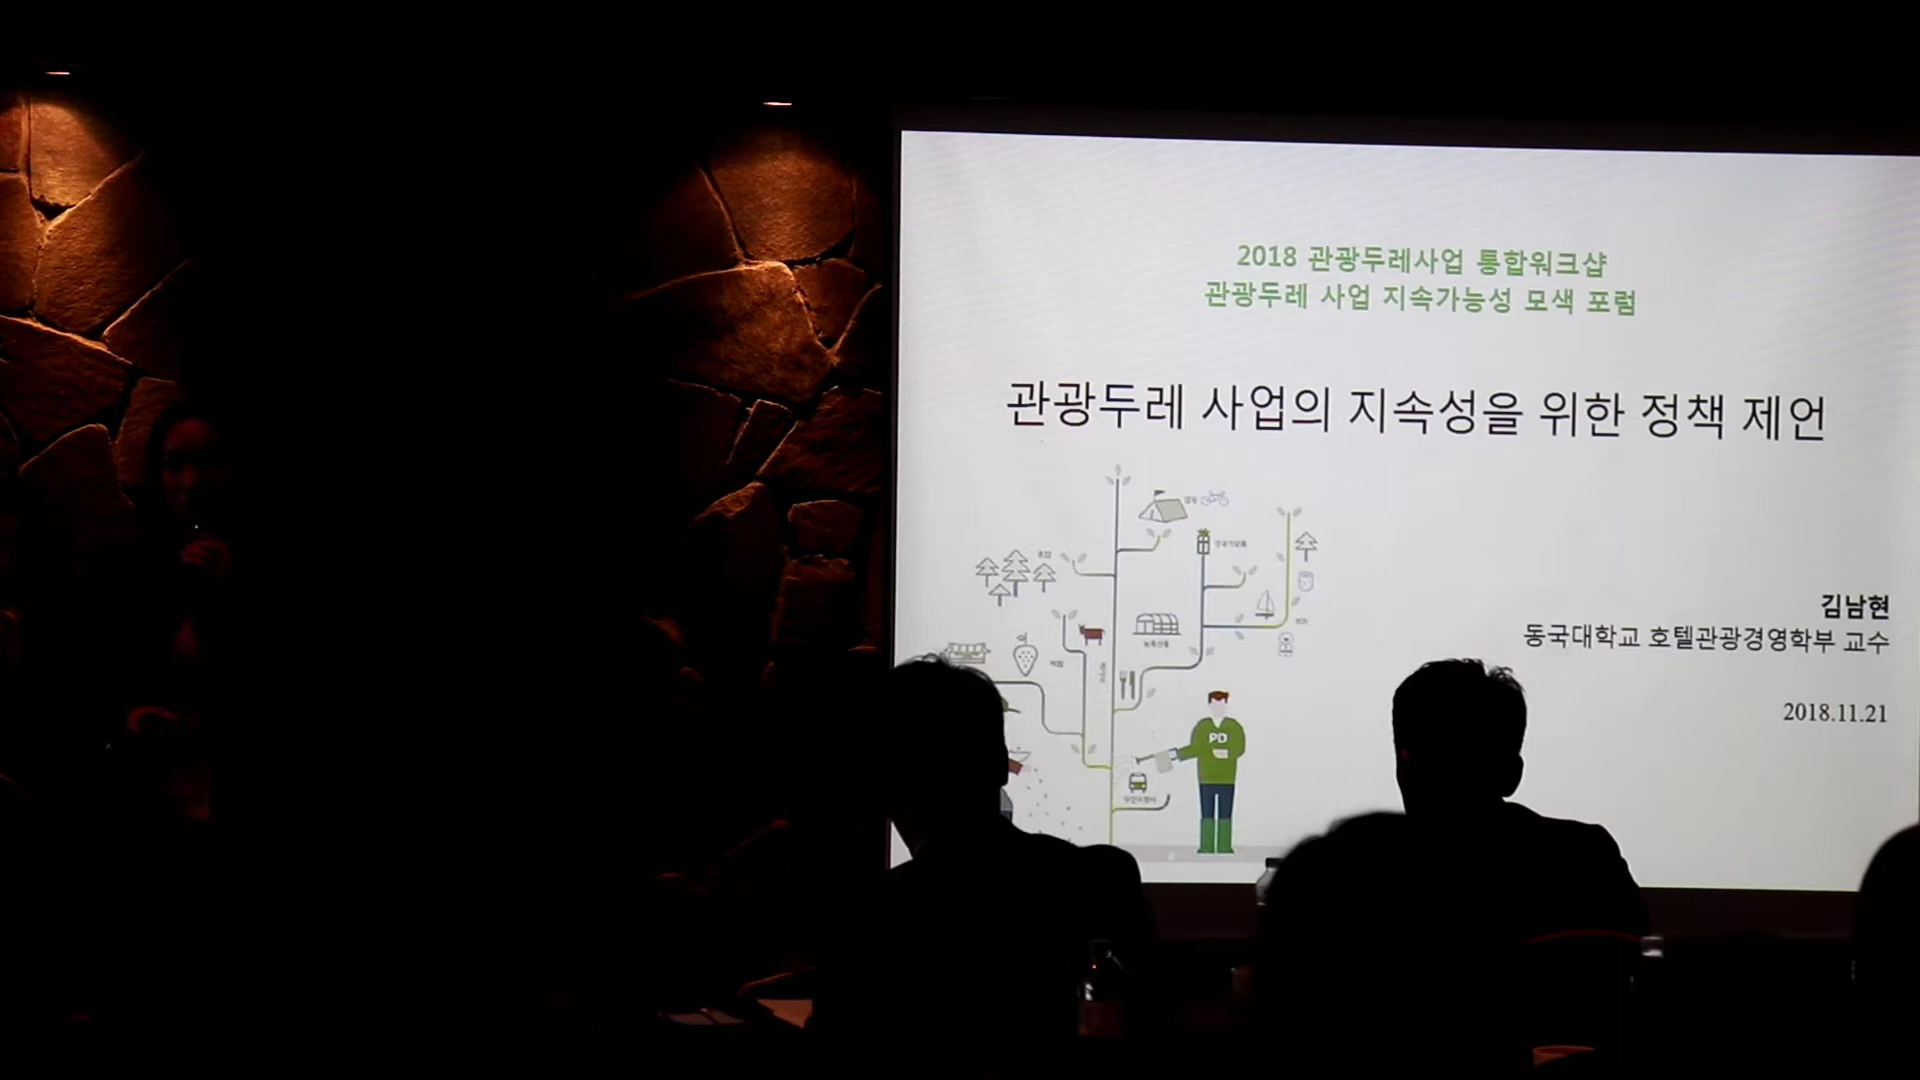 2018 관광두레사업 통합워크샵
관광두레 사업 지속가능성 모색 포럼
관광두레 사업의 지속성을 위한 정책 제언
김남현
동국대학교 호텔관광경영학부 교수
2018.11.21
PD